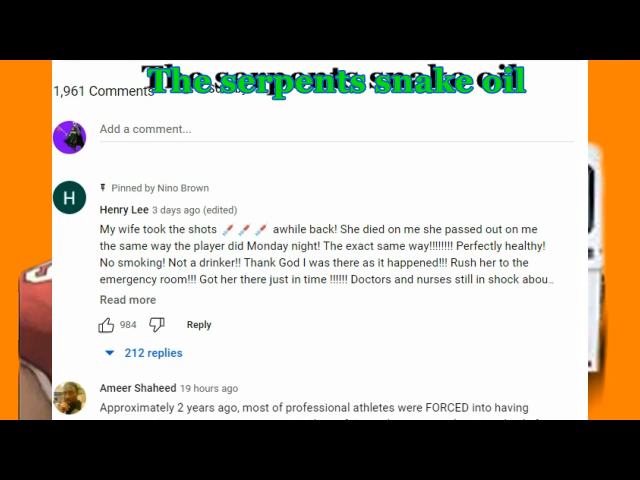 The serpents snake oil
1,961 Comments
Add a comment...
H
Pinned by Nino Brown
Henry Lee 3 days ago (edited)
My wife took the shots 💉 💉 💉 awhile back! She died on me she passed out on me
the same way the player did Monday night! The exact same way!!!!!!!! Perfectly healthy!
No smoking! Not a drinker!! Thank God I was there as it happened!!! Rush her to the
emergency room!!! Got her there just in time !!!!!! Doctors and nurses still in shock abou..
Read more
984 Reply
212 replies
Ameer Shaheed 19 hours ago
Approximately 2 years ago, most of professional athletes were FORCED into having